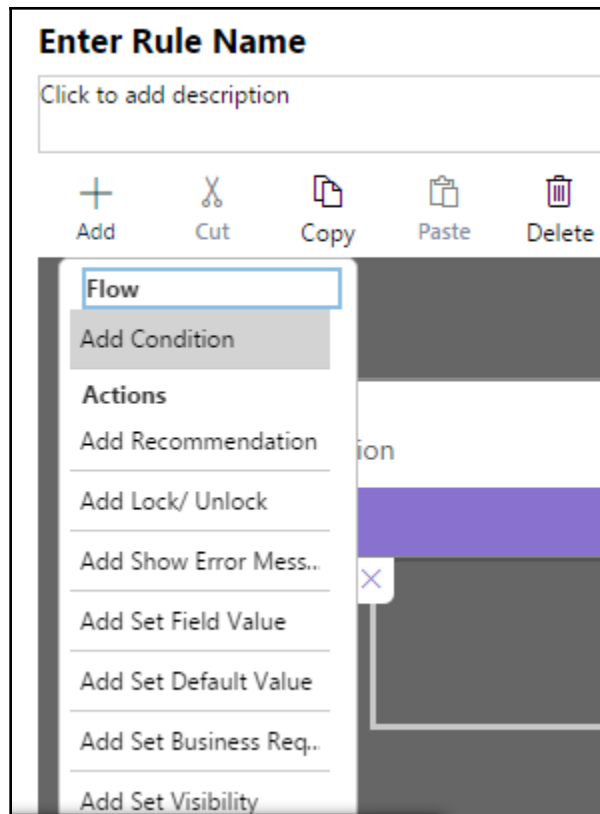 Enter Rule Name
Click to add description
Add Cut Copy Paste Delete
Flow
Add Condition
Actions
Add Recommendation
ion
Add Lock/ Unlock
Add Show Error Mess..
Add Set Field Value
Add Set Default Value
Add Set Business Req..
Add Set Visibility